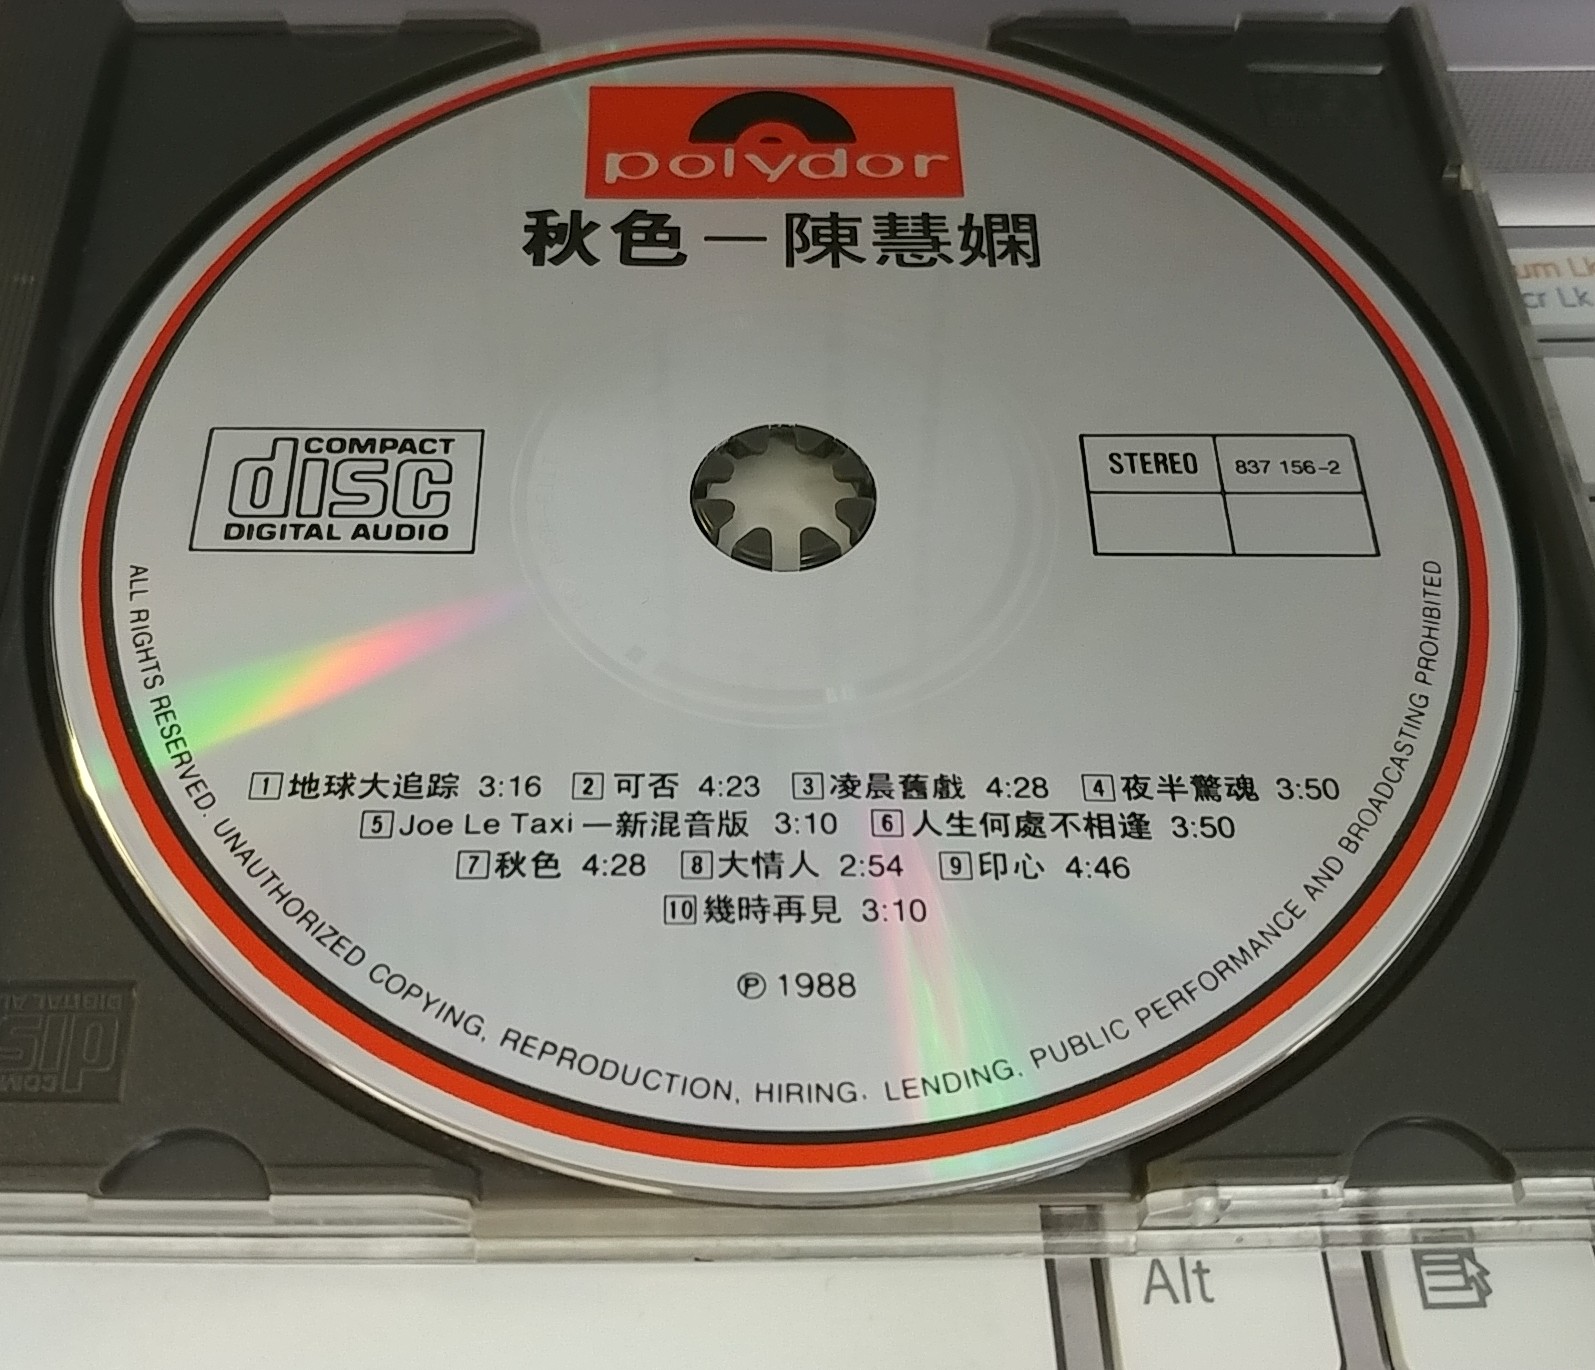 polydor
秋色－陳慧嫻
COMPACT
disc
DIGITAL AUDIO
STEREO 837 156-2
1 地球大追踪 3:16 2 可否 4:23 3 凌晨舊戲 4:28 4 夜半驚魂 3:50
5 Joe Le Taxi－新混音版 3:10 6 人生何處不相逢 3:50
7 秋色 4:28 8 大情人 2:54 9 印心 4:46
10 幾時再見 3:10
℗ 1988
ALL RIGHTS RESERVED. UNAUTHORIZED COPYING, REPRODUCTION, HIRING, LENDING, PUBLIC PERFORMANCE AND BROADCASTING PROHIBITED
Alt